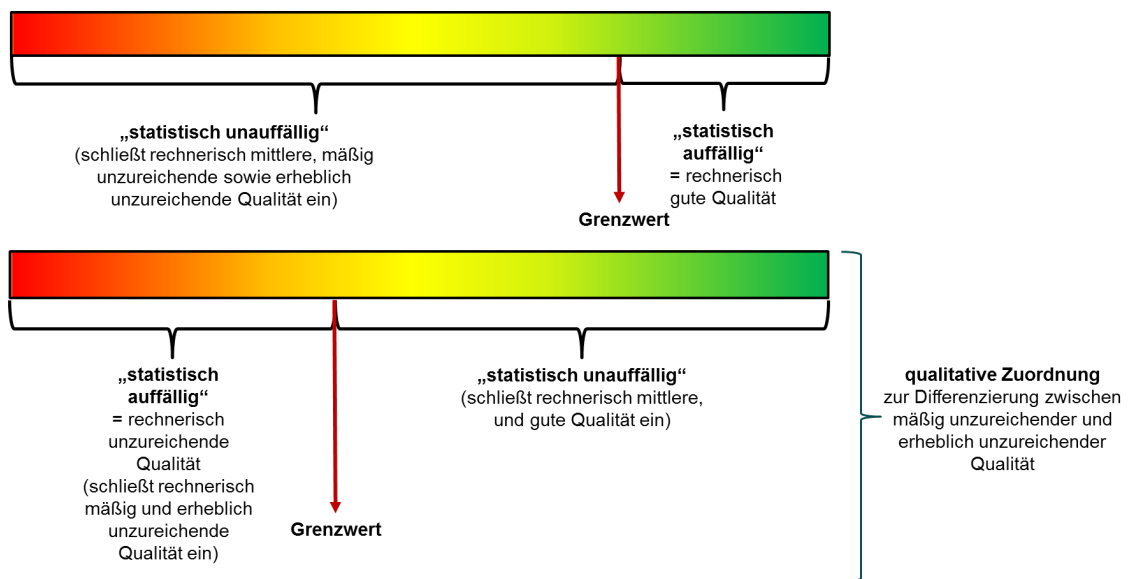 „statistisch unauffällig“
(schließt rechnerisch mittlere, mäßig
unzureichende sowie erheblich
unzureichende Qualität ein)
„statistisch
auffällig“
= rechnerisch
gute Qualität
Grenzwert
„statistisch
auffällig“
= rechnerisch
unzureichende
Qualität
(schließt rechnerisch
mäßig und erheblich
unzureichende
Qualität ein)
Grenzwert
„statistisch unauffällig“
(schließt rechnerisch mittlere,
und gute Qualität ein)
qualitative Zuordnung
zur Differenzierung zwischen
mäßig unzureichender und
erheblich unzureichender
Qualität